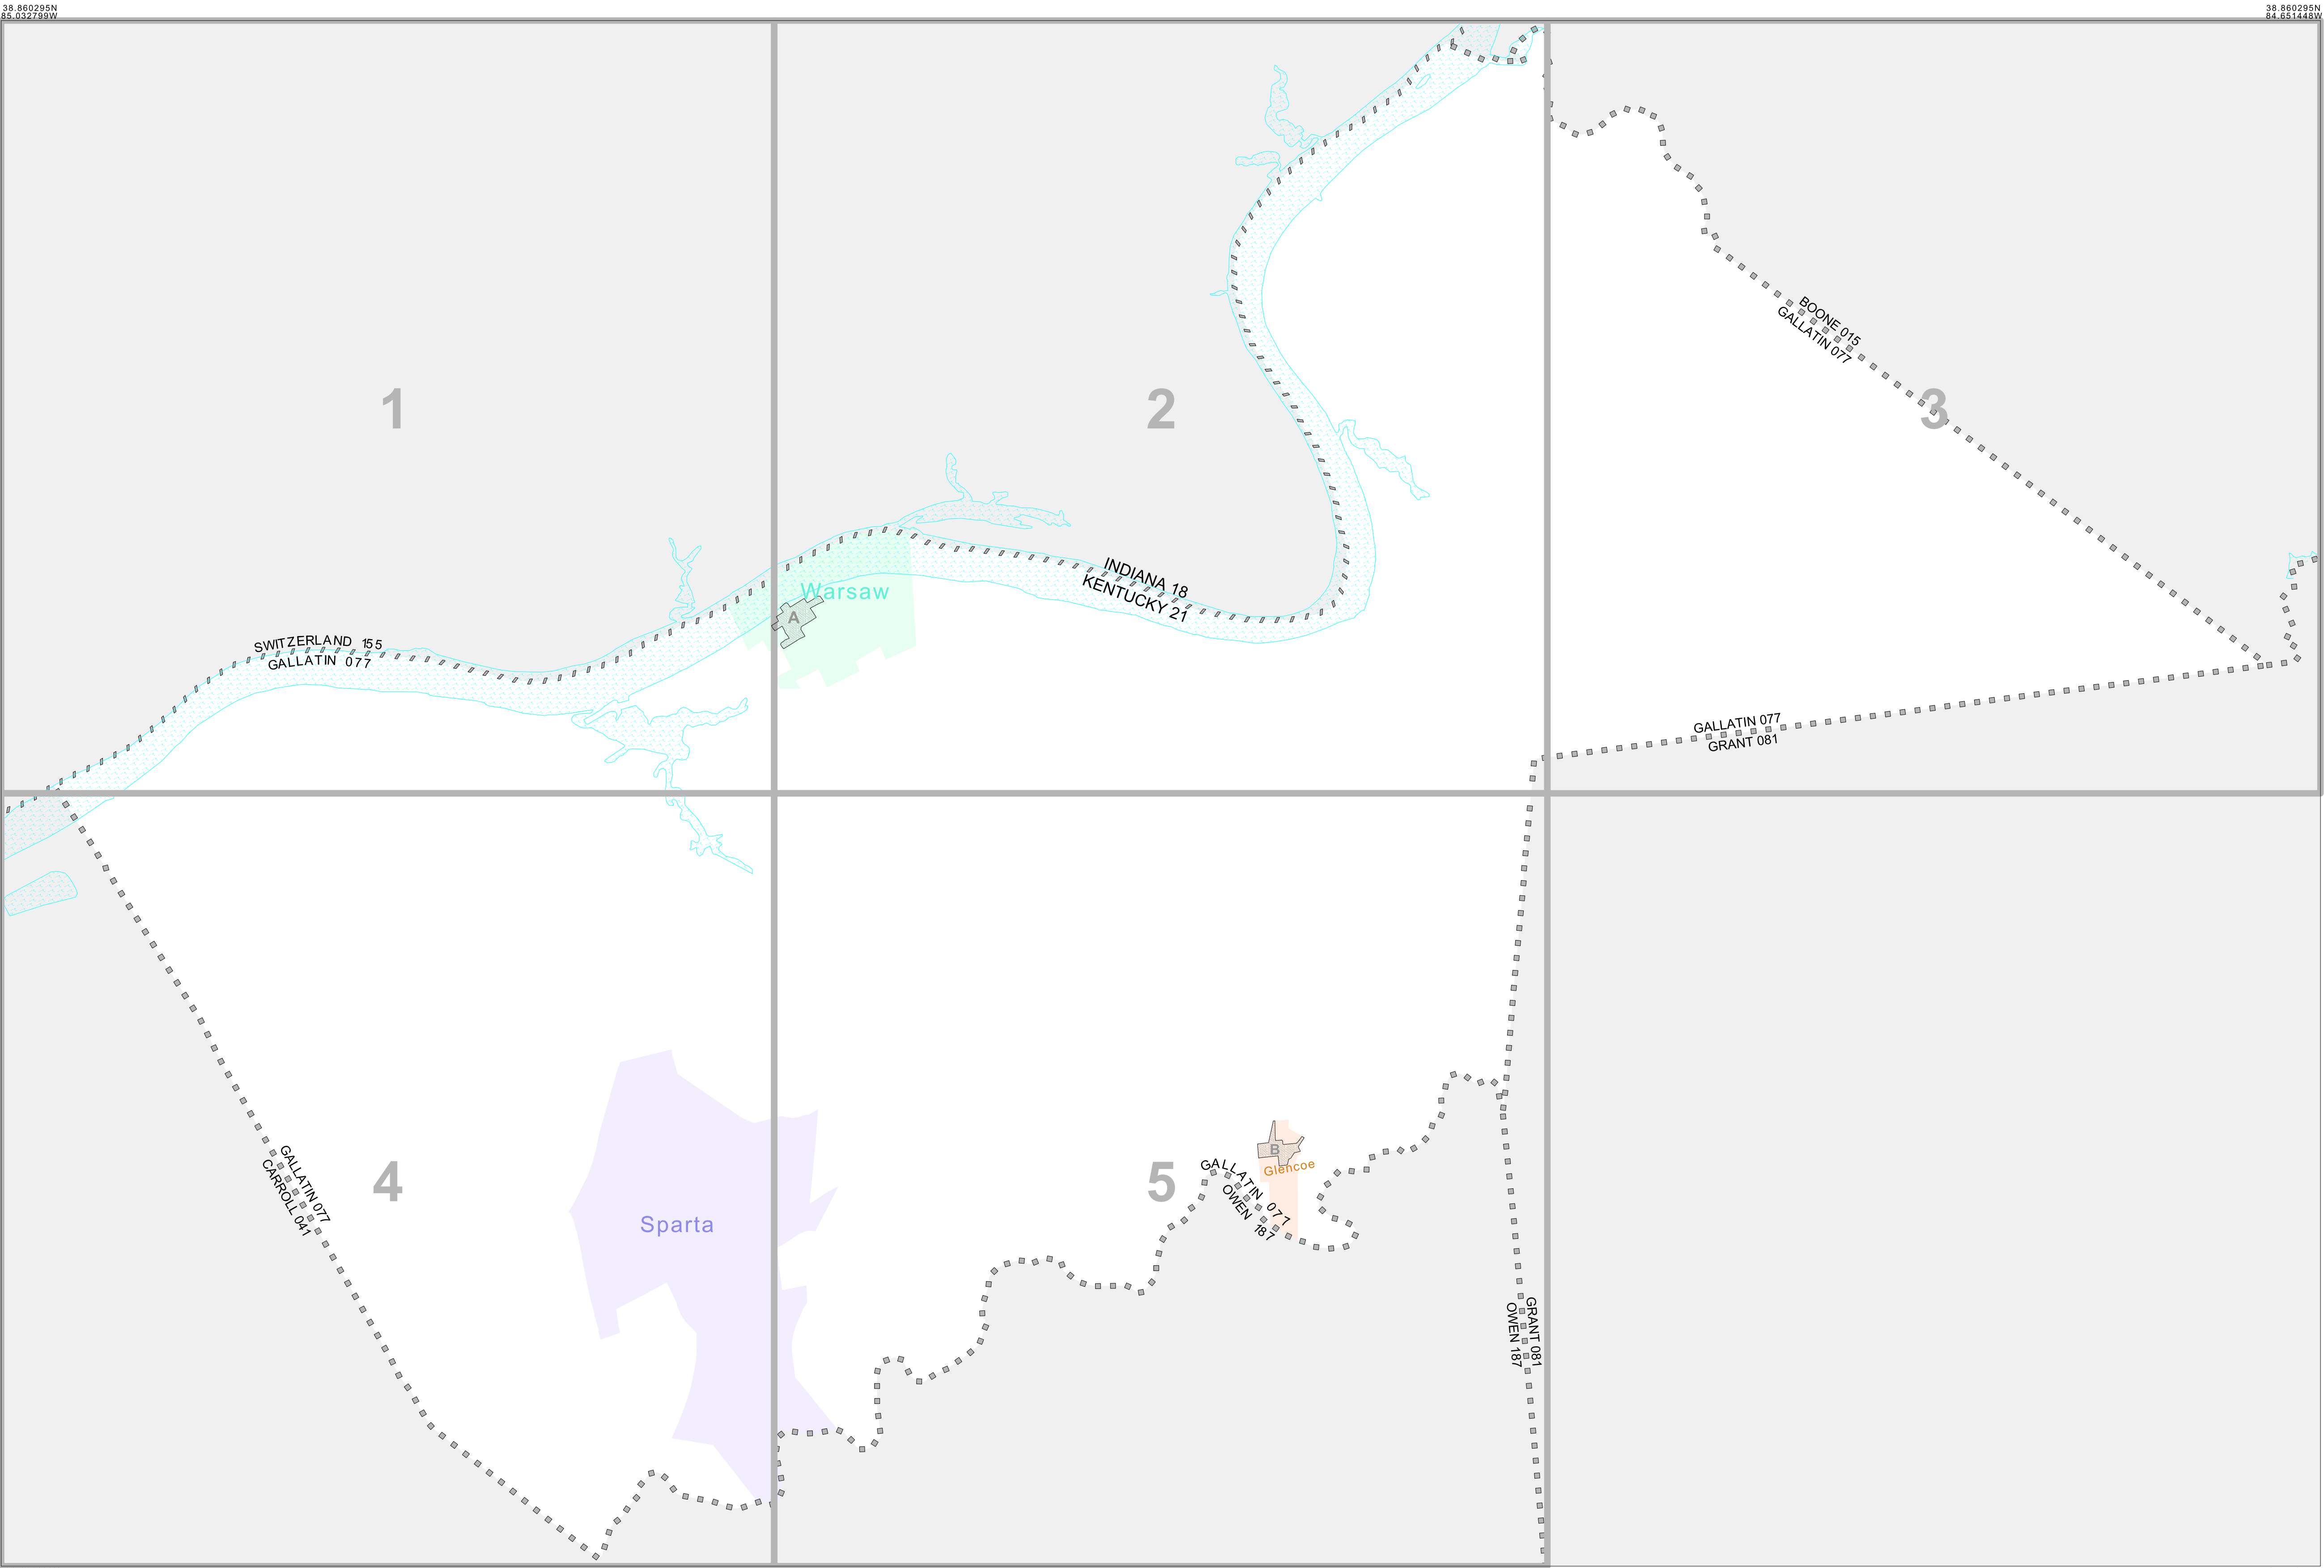 38.860295N
85.032799W
38.860295N
84.651448W
1
2
3
BOONE 015
GALLATIN 077
INDIANA 18
KENTUCKY 21
Warsaw
A
SWITZERLAND 155
GALLATIN 077
GALLATIN 077
GRANT 081
4
5
GALLATIN 077
CARROLL 041
Sparta
B
Glencoe
GALLATIN 077
OWEN 187
GRANT 081
OWEN 187